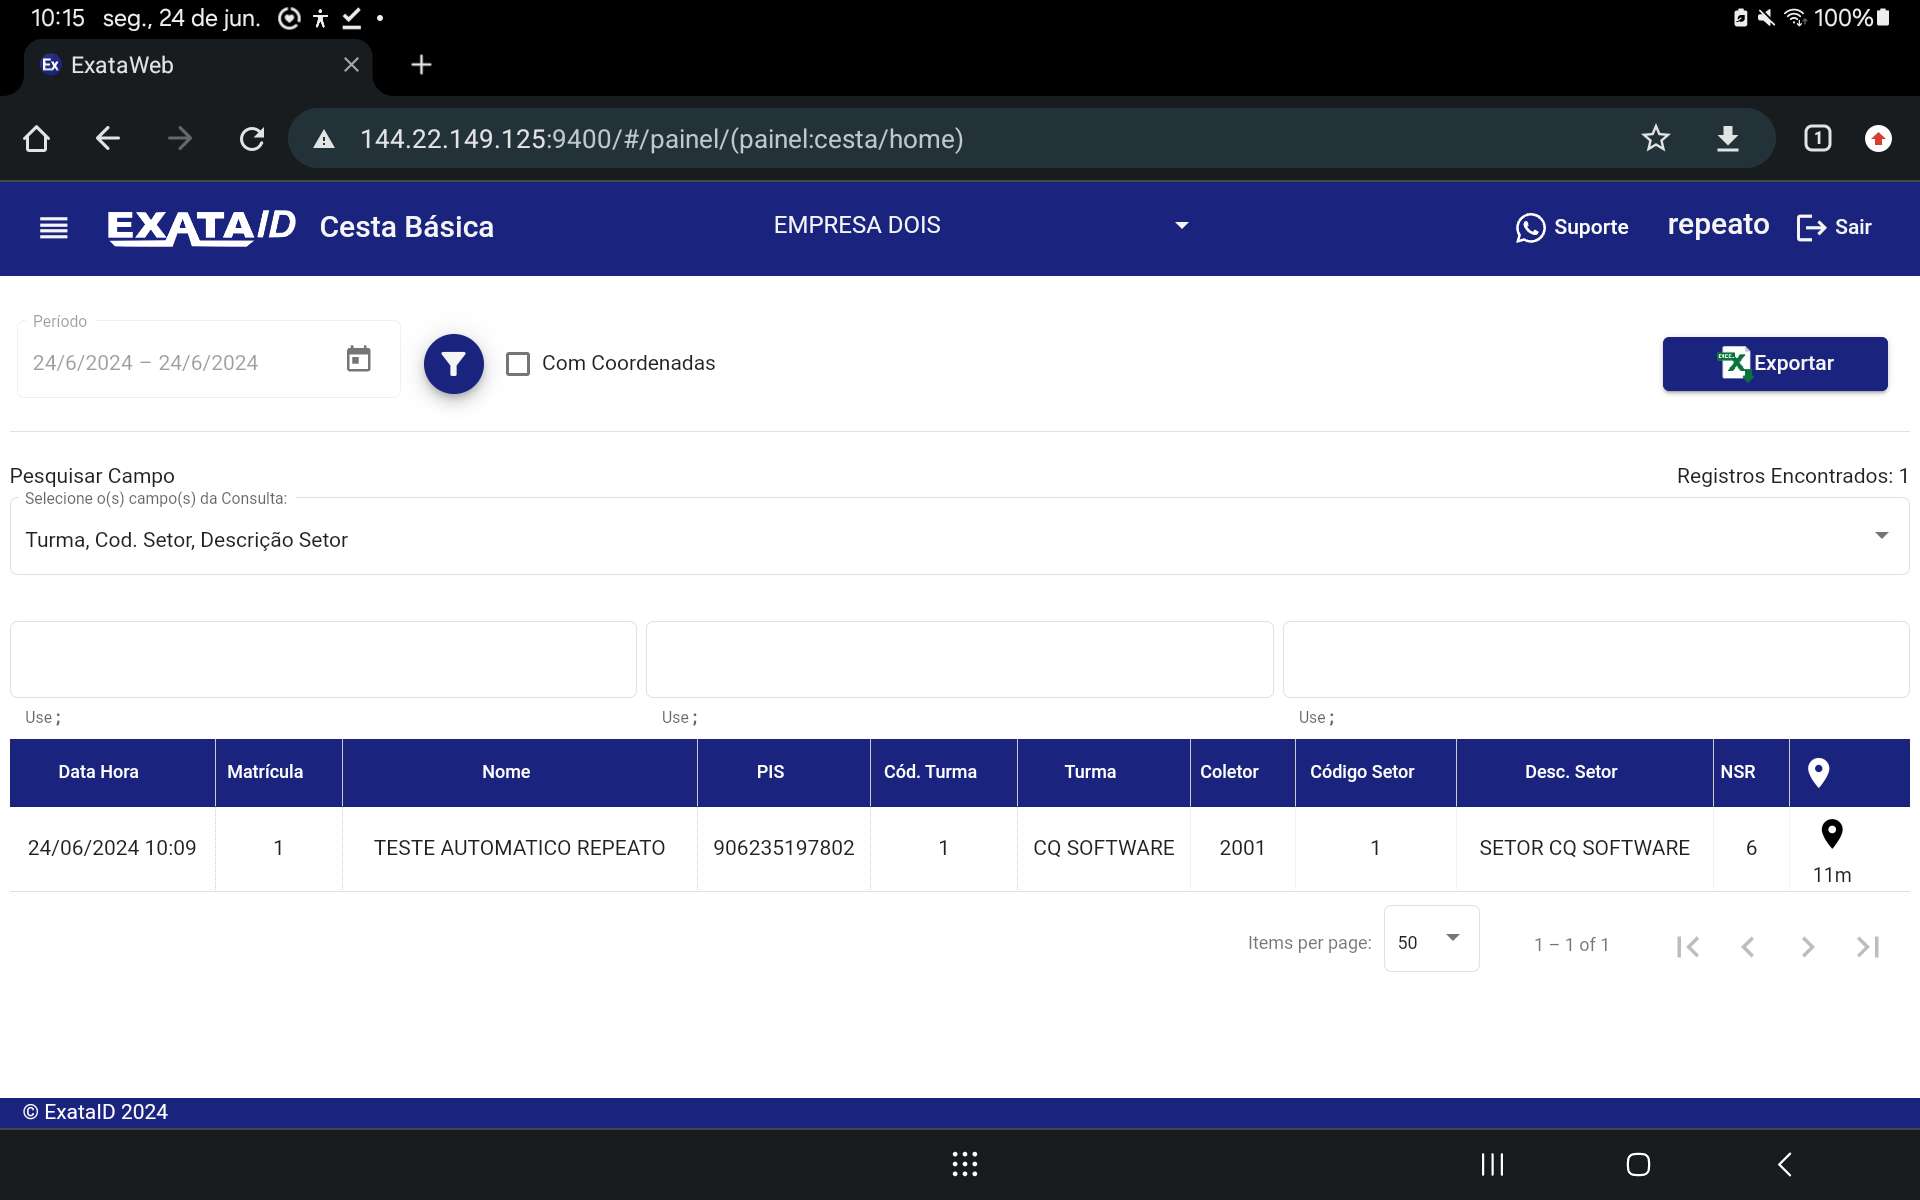 10:15 seg., 24 de jun. 100%
Ex ExataWeb
144.22.149.125:9400/#/painel/(painel:cesta/home) 1
EXATAID Cesta Básica EMPRESA DOIS Suporte repeato Sair
Período
24/6/2024 – 24/6/2024 Com Coordenadas Exportar
Pesquisar Campo Registros Encontrados: 1
Selecione o(s) campo(s) da Consulta:
Turma, Cod. Setor, Descrição Setor
Use ; Use ; Use ;
Data Hora Matrícula Nome PIS Cód. Turma Turma Coletor Código Setor Desc. Setor NSR
24/06/2024 10:09 1 TESTE AUTOMATICO REPEATO 906235197802 1 CQ SOFTWARE 2001 1 SETOR CQ SOFTWARE 6
11m
Items per page: 50 1 – 1 of 1
© ExataID 2024